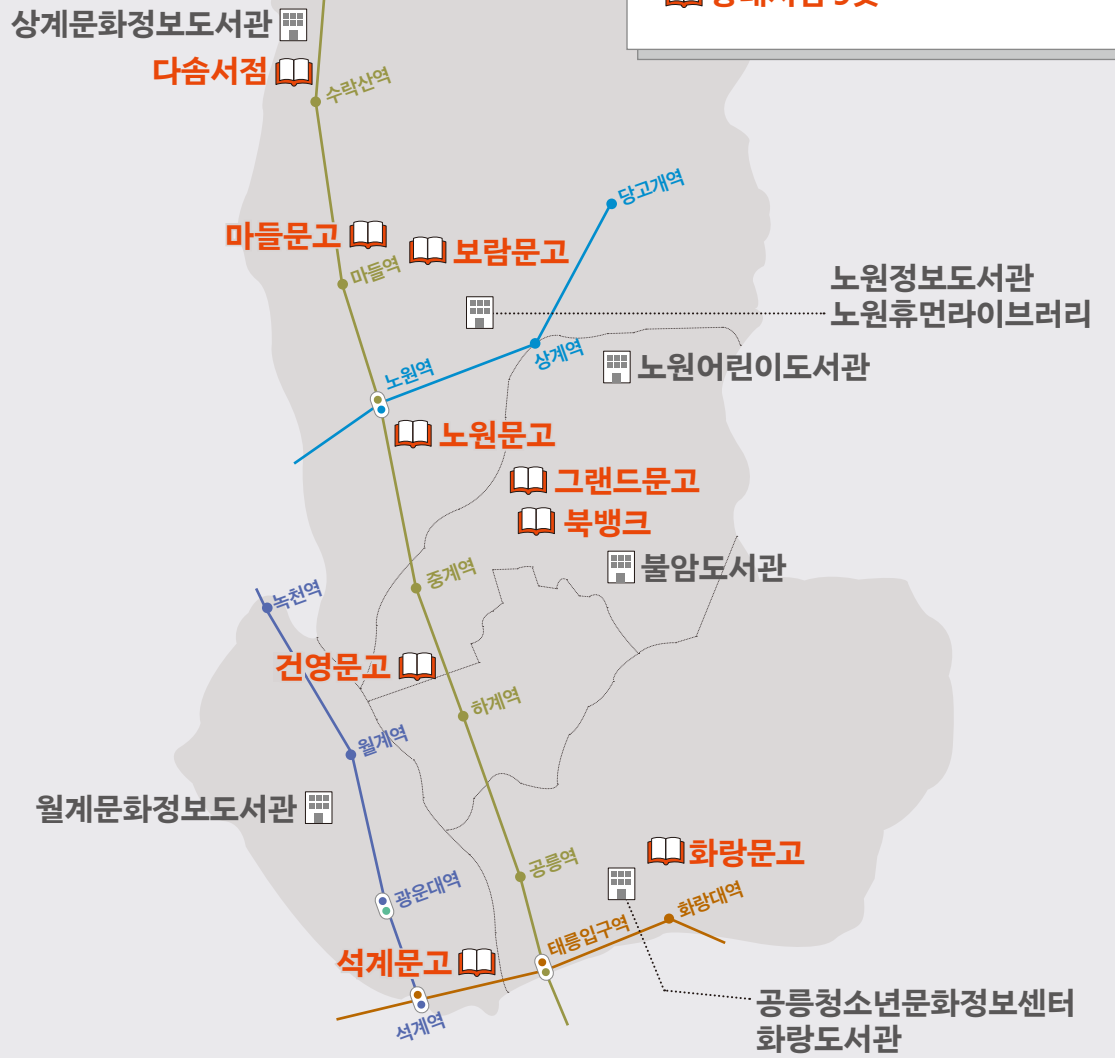 상계문화정보도서관
다솜서점
수락산역
당고개역
마들문고
보람문고
마들역
노원정보도서관
노원휴먼라이브러리
상계역
노원어린이도서관
노원역
노원문고
그랜드문고
북뱅크
불암도서관
중계역
녹천역
건영문고
하계역
월계역
월계문화정보도서관
화랑문고
공릉역
광운대역
화랑대역
태릉입구역
석계문고
석계역
공릉청소년문화정보센터
화랑도서관